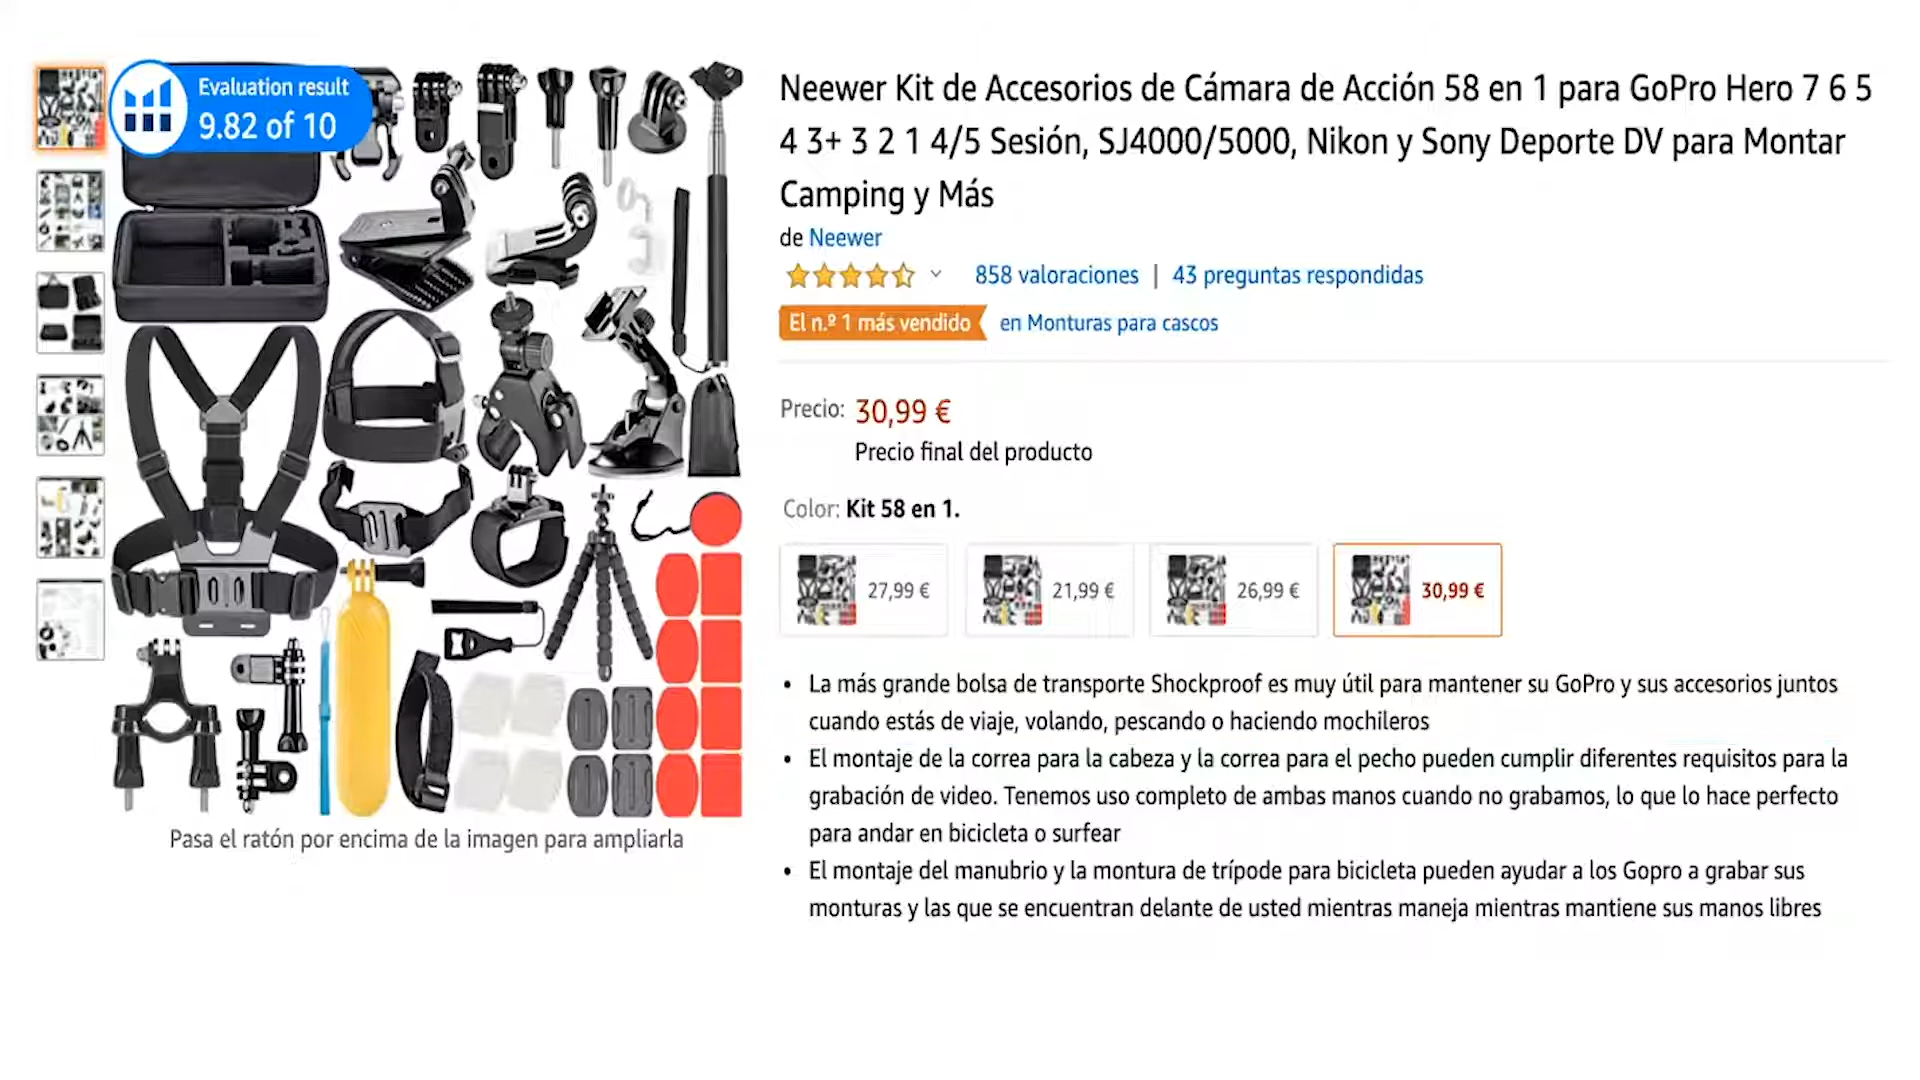 Evaluation result
9.82 of 10
Neewer Kit de Accesorios de Cámara de Acción 58 en 1 para GoPro Hero 7 6 5
4 3+ 3 2 1 4/5 Sesión, SJ4000/5000, Nikon y Sony Deporte DV para Montar
Camping y Más
de Neewer
858 valoraciones | 43 preguntas respondidas
El n.º 1 más vendido en Monturas para cascos
Precio: 30,99 €
Precio final del producto
Color: Kit 58 en 1.
27,99 € 21,99 € 26,99 € 30,99 €
• La más grande bolsa de transporte Shockproof es muy útil para mantener su GoPro y sus accesorios juntos
cuando estás de viaje, volando, pescando o haciendo mochileros
• El montaje de la correa para la cabeza y la correa para el pecho pueden cumplir diferentes requisitos para la
grabación de video. Tenemos uso completo de ambas manos cuando no grabamos, lo que lo hace perfecto
para andar en bicicleta o surfear
• El montaje del manubrio y la montura de trípode para bicicleta pueden ayudar a los Gopro a grabar sus
monturas y las que se encuentran delante de usted mientras maneja mientras mantiene sus manos libres
Pasa el ratón por encima de la imagen para ampliarla